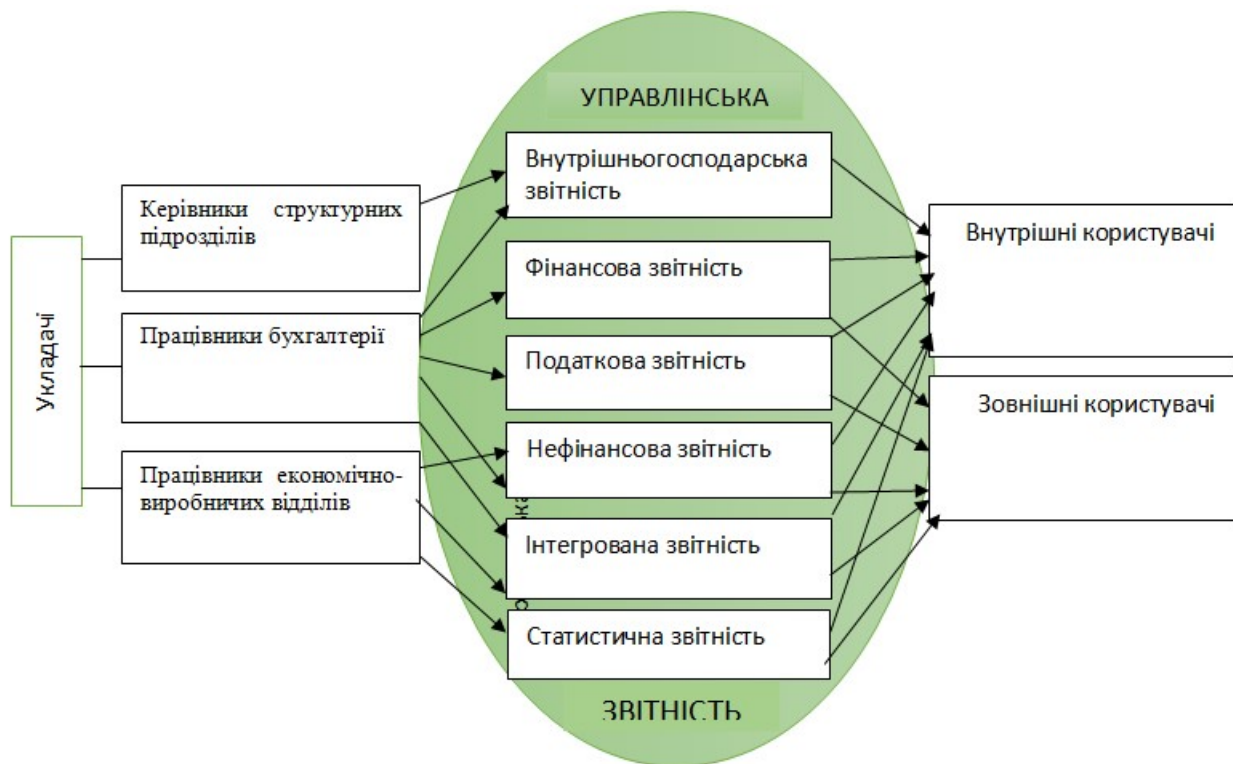 УПРАВЛІНСЬКА
Укладачі
Керівники структурних
підрозділів
Працівники бухгалтерії
Працівники економічно-
виробничих відділів
Внутрішньогосподарська
звітність
Фінансова звітність
Податкова звітність
Нефінансова звітність
Інтегрована звітність
Статистична звітність
Внутрішні користувачі
Зовнішні користувачі
ЗВІТНІСТЬ